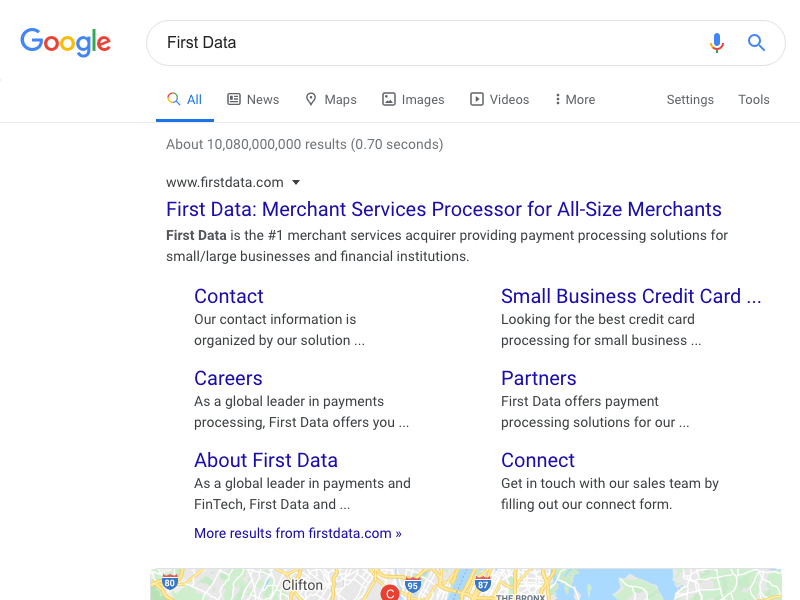 Google
First Data
All News Maps Images Videos More Settings Tools
About 10,080,000,000 results (0.70 seconds)
www.firstdata.com
First Data: Merchant Services Processor for All-Size Merchants
First Data is the #1 merchant services acquirer providing payment processing solutions for
small/large businesses and financial institutions.
Contact
Our contact information is
organized by our solution ...
Small Business Credit Card ...
Looking for the best credit card
processing for small business ...
Careers
As a global leader in payments
processing, First Data offers you ...
Partners
First Data offers payment
processing solutions for our ...
About First Data
As a global leader in payments and
FinTech, First Data and ...
Connect
Get in touch with our sales team by
filling out our connect form.
More results from firstdata.com »
80
Clifton
C
95
87
THE BRONX